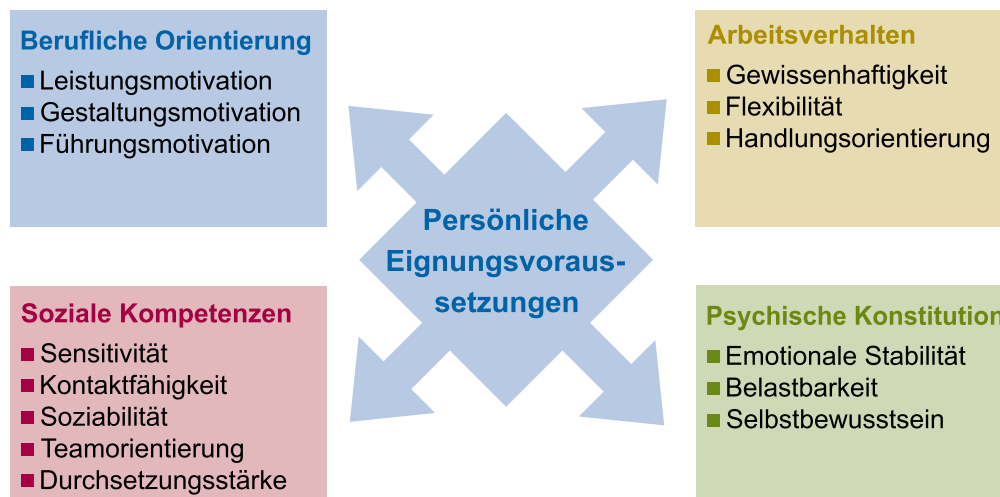 Berufliche Orientierung
Leistungsmotivation
Gestaltungsmotivation
Führungsmotivation
Arbeitsverhalten
Gewissenhaftigkeit
Flexibilität
Handlungsorientierung
Persönliche
Eignungsvoraus-
setzungen
Soziale Kompetenzen
Sensitivität
Kontaktfähigkeit
Soziabilität
Teamorientierung
Durchsetzungsstärke
Psychische Konstitution
Emotionale Stabilität
Belastbarkeit
Selbstbewusstsein